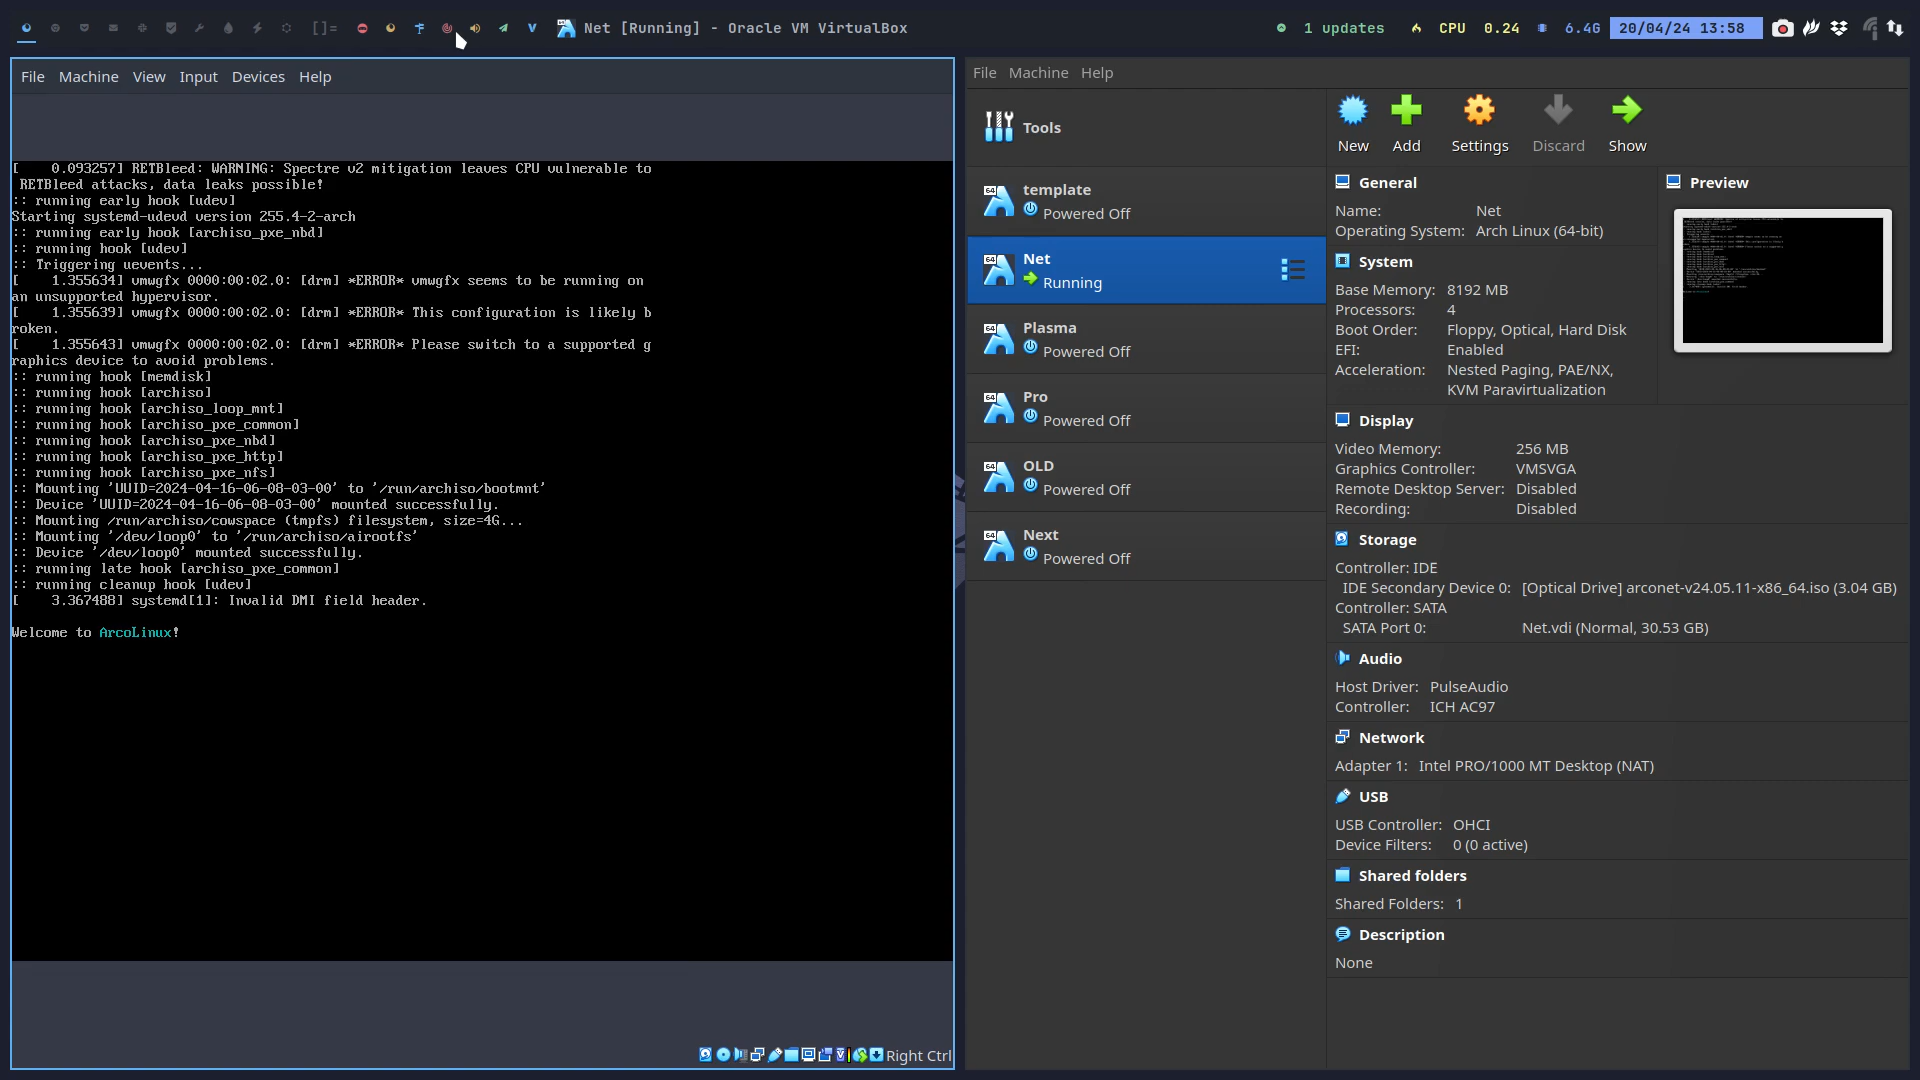 []=
V
Net [Running] - Oracle VM VirtualBox
1 updates
CPU 0.24
6.4G
20/04/24 13:58
File Machine View Input Devices Help
[    0.093257] RETBleed: WARNING: Spectre v2 mitigation leaves CPU vulnerable to
 RETBleed attacks, data leaks possible!
:: running early hook [udev]
Starting systemd-udevd version 255.4-2-arch
:: running early hook [archiso_pxe_nbd]
:: running hook [udev]
:: Triggering uevents...
[    1.355634] vmwgfx 0000:00:02.0: [drm] *ERROR* vmwgfx seems to be running on
an unsupported hypervisor.
[    1.355639] vmwgfx 0000:00:02.0: [drm] *ERROR* This configuration is likely b
roken.
[    1.355643] vmwgfx 0000:00:02.0: [drm] *ERROR* Please switch to a supported g
raphics device to avoid problems.
:: running hook [memdisk]
:: running hook [archiso]
:: running hook [archiso_loop_mnt]
:: running hook [archiso_pxe_common]
:: running hook [archiso_pxe_nbd]
:: running hook [archiso_pxe_http]
:: running hook [archiso_pxe_nfs]
:: Mounting 'UUID=2024-04-16-06-08-03-00' to '/run/archiso/bootmnt'
:: Device 'UUID=2024-04-16-06-08-03-00' mounted successfully.
:: Mounting /run/archiso/cowspace (tmpfs) filesystem, size=4G...
:: Mounting '/dev/loop0' to '/run/archiso/airootfs'
:: Device '/dev/loop0' mounted successfully.
:: running late hook [archiso_pxe_common]
:: running cleanup hook [udev]
[    3.367488] systemd[1]: Invalid DMI field header.
Welcome to ArcoLinux!
Right Ctrl
File Machine Help
Tools
64 template
Powered Off
64 Net
Running
64 Plasma
Powered Off
64 Pro
Powered Off
64 OLD
Powered Off
64 Next
Powered Off
New Add Settings Discard Show
General
Name: Net
Operating System: Arch Linux (64-bit)
System
Base Memory: 8192 MB
Processors: 4
Boot Order: Floppy, Optical, Hard Disk
EFI: Enabled
Acceleration: Nested Paging, PAE/NX,
KVM Paravirtualization
Preview
Display
Video Memory: 256 MB
Graphics Controller: VMSVGA
Remote Desktop Server: Disabled
Recording: Disabled
Storage
Controller: IDE
IDE Secondary Device 0: [Optical Drive] arconet-v24.05.11-x86_64.iso (3.04 GB)
Controller: SATA
SATA Port 0: Net.vdi (Normal, 30.53 GB)
Audio
Host Driver: PulseAudio
Controller: ICH AC97
Network
Adapter 1: Intel PRO/1000 MT Desktop (NAT)
USB
USB Controller: OHCI
Device Filters: 0 (0 active)
Shared folders
Shared Folders: 1
Description
None